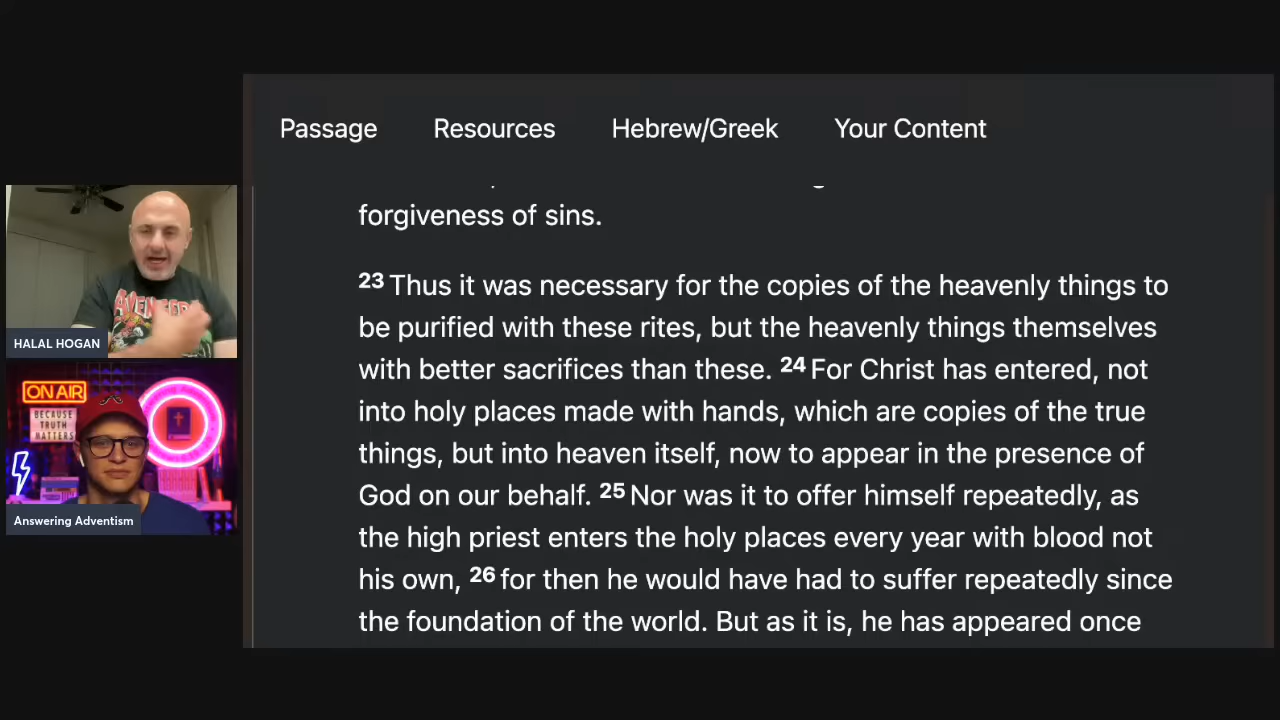 Passage Resources Hebrew/Greek Your Content
forgiveness of sins.
23 Thus it was necessary for the copies of the heavenly things to
be purified with these rites, but the heavenly things themselves
with better sacrifices than these. 24 For Christ has entered, not
into holy places made with hands, which are copies of the true
things, but into heaven itself, now to appear in the presence of
God on our behalf. 25 Nor was it to offer himself repeatedly, as
the high priest enters the holy places every year with blood not
his own, 26 for then he would have had to suffer repeatedly since
the foundation of the world. But as it is, he has appeared once
HALAL HOGAN
ON AIR
BECAUSE
TRUTH
MATTERS
Answering Adventism